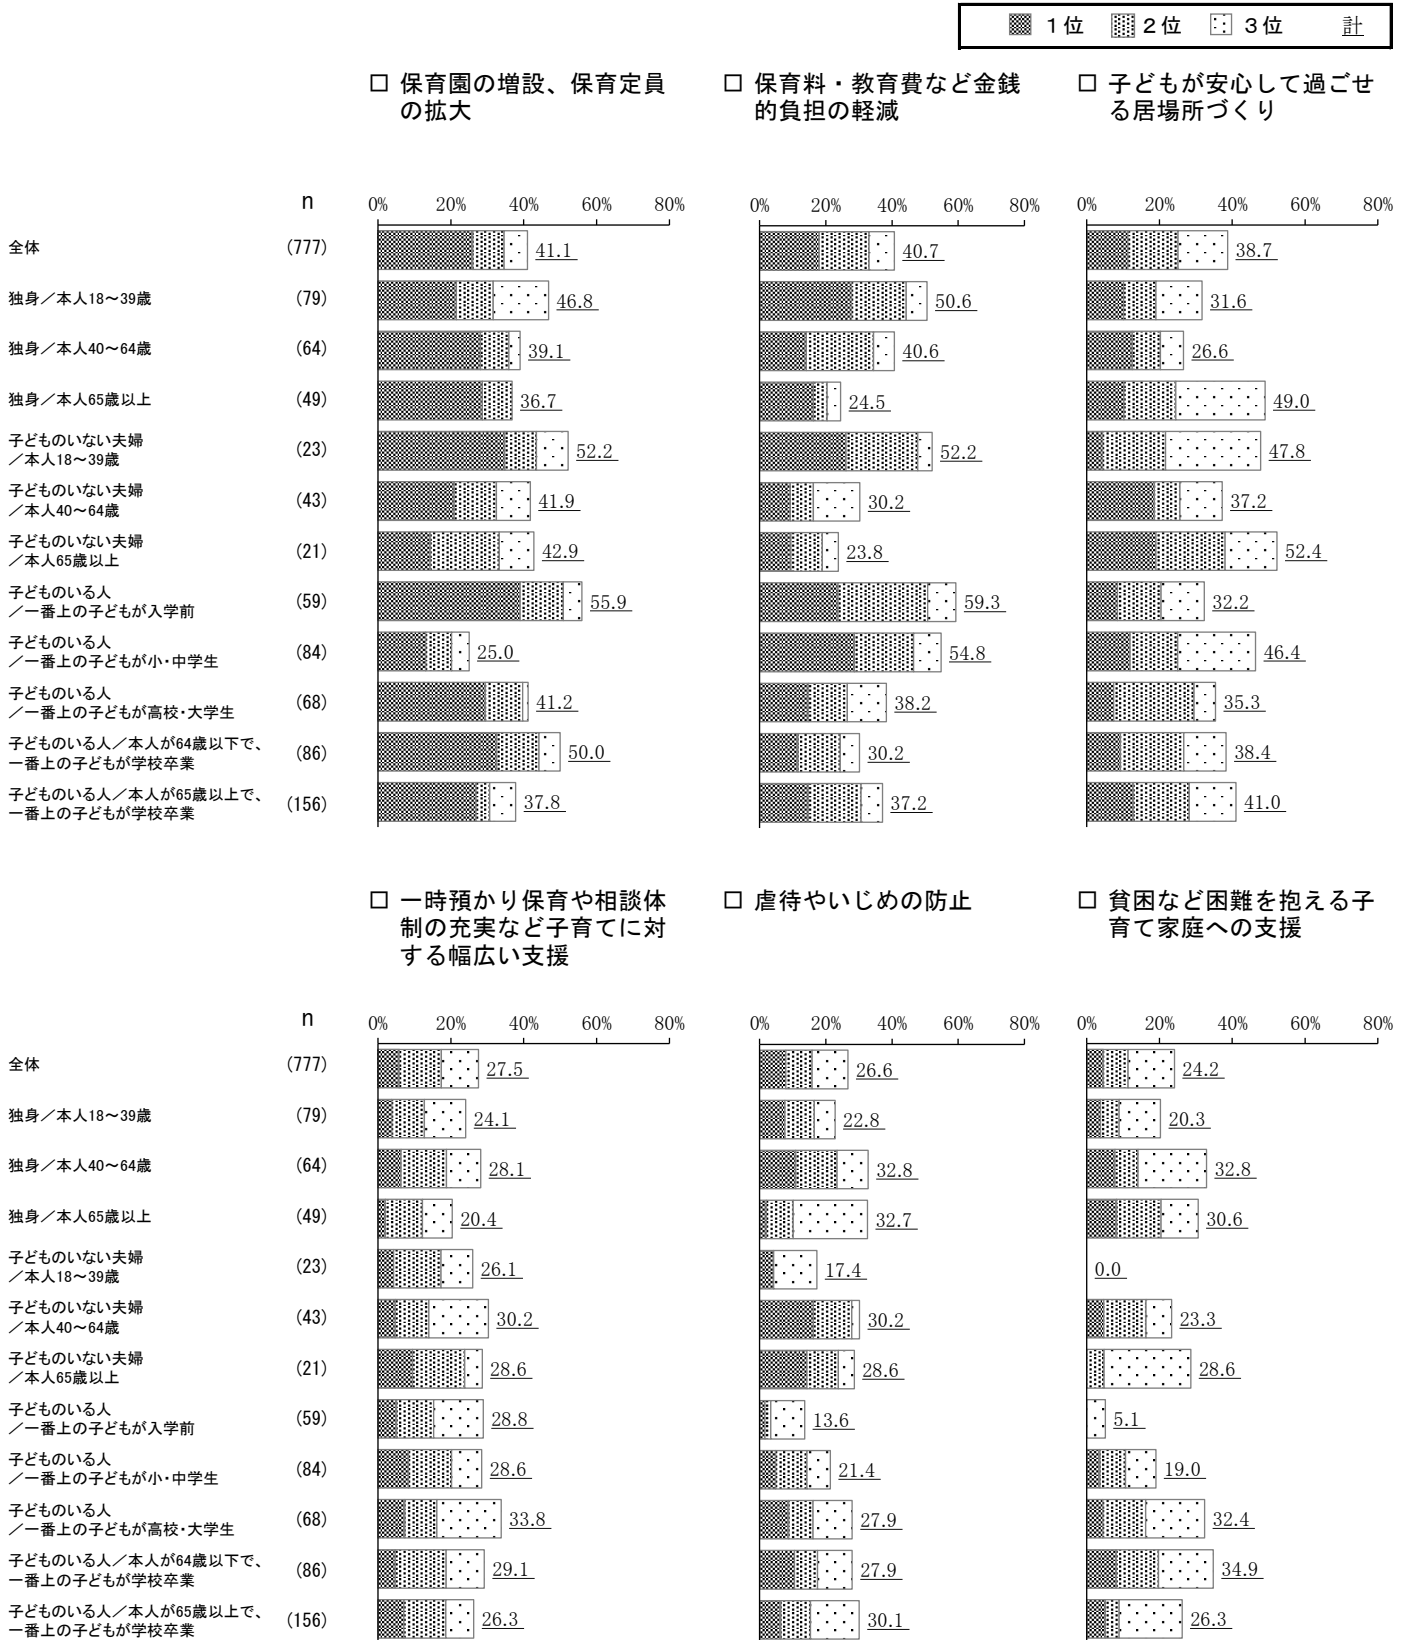 1位 2位 3位 計
□ 保育園の増設、保育定員
の拡大
□ 保育料・教育費など金銭
的負担の軽減
□ 子どもが安心して過ごせ
る居場所づくり
n 0% 20% 40% 60% 80% 0% 20% 40% 60% 80% 0% 20% 40% 60% 80%
全体 (777) 41.1 40.7 38.7
独身/本人18~39歳 (79) 46.8 50.6 31.6
独身/本人40~64歳 (64) 39.1 40.6 26.6
独身/本人65歳以上 (49) 36.7 24.5 49.0
子どものいない夫婦
/本人18~39歳 (23) 52.2 52.2 47.8
子どものいない夫婦
/本人40~64歳 (43) 41.9 30.2 37.2
子どものいない夫婦
/本人65歳以上 (21) 42.9 23.8 52.4
子どものいる人
/一番上の子どもが入学前 (59) 55.9 59.3 32.2
子どものいる人
/一番上の子どもが小・中学生 (84) 25.0 54.8 46.4
子どものいる人
/一番上の子どもが高校・大学生 (68) 41.2 38.2 35.3
子どものいる人/本人が64歳以下で、
一番上の子どもが学校卒業 (86) 50.0 30.2 38.4
子どものいる人/本人が65歳以上で、
一番上の子どもが学校卒業 (156) 37.8 37.2 41.0
□ 一時預かり保育や相談体
制の充実など子育てに対
する幅広い支援
□ 虐待やいじめの防止
□ 貧困など困難を抱える子
育て家庭への支援
n 0% 20% 40% 60% 80% 0% 20% 40% 60% 80% 0% 20% 40% 60% 80%
全体 (777) 27.5 26.6 24.2
独身/本人18~39歳 (79) 24.1 22.8 20.3
独身/本人40~64歳 (64) 28.1 32.8 32.8
独身/本人65歳以上 (49) 20.4 32.7 30.6
子どものいない夫婦
/本人18~39歳 (23) 26.1 17.4 0.0
子どものいない夫婦
/本人40~64歳 (43) 30.2 30.2 23.3
子どものいない夫婦
/本人65歳以上 (21) 28.6 28.6 28.6
子どものいる人
/一番上の子どもが入学前 (59) 28.8 13.6 5.1
子どものいる人
/一番上の子どもが小・中学生 (84) 28.6 21.4 19.0
子どものいる人
/一番上の子どもが高校・大学生 (68) 33.8 27.9 32.4
子どものいる人/本人が64歳以下で、
一番上の子どもが学校卒業 (86) 29.1 27.9 34.9
子どものいる人/本人が65歳以上で、
一番上の子どもが学校卒業 (156) 26.3 30.1 26.3